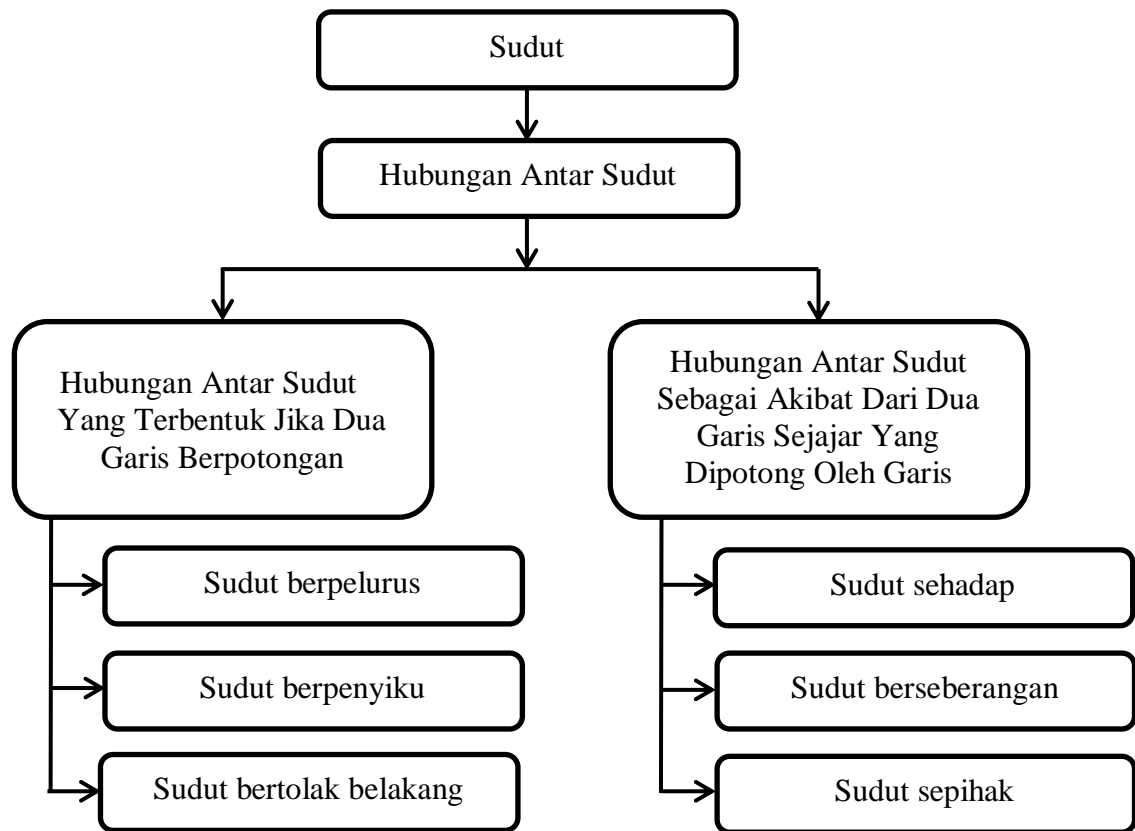 Sudut
Hubungan Antar Sudut
Hubungan Antar Sudut
Yang Terbentuk Jika Dua
Garis Berpotongan
Sudut berpelurus
Sudut berpenyiku
Sudut bertolak belakang
Hubungan Antar Sudut
Sebagai Akibat Dari Dua
Garis Sejajar Yang
Dipotong Oleh Garis
Sudut sehadap
Sudut berseberangan
Sudut sepihak